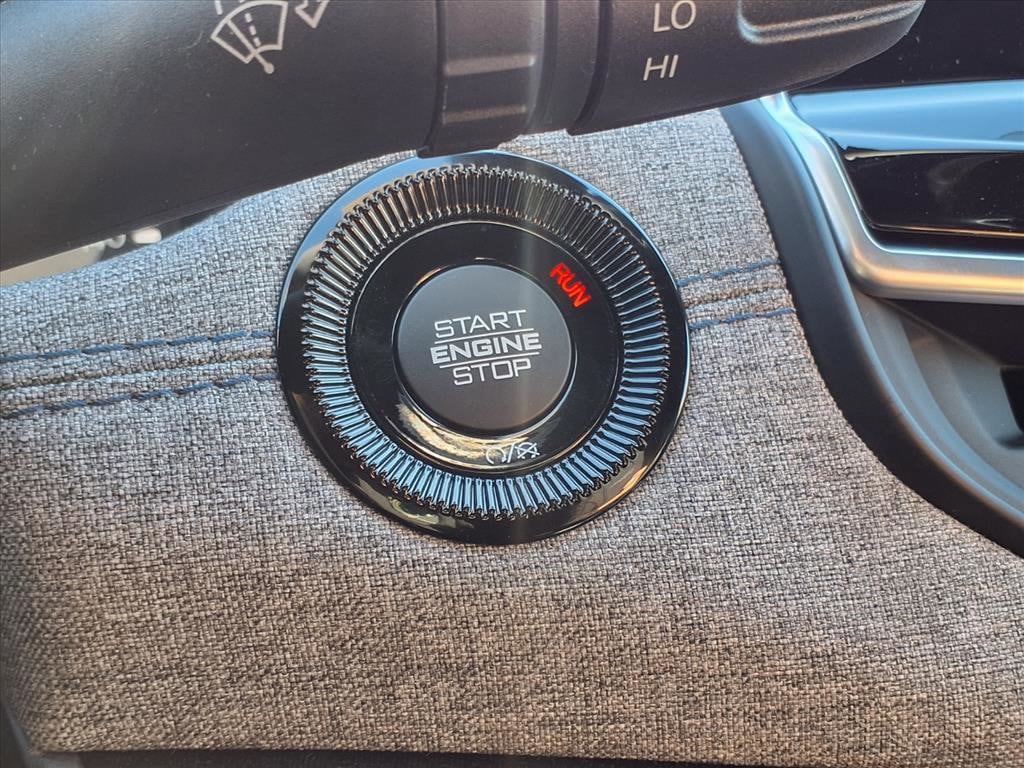 LO
HI
RUN
START
ENGINE
STOP